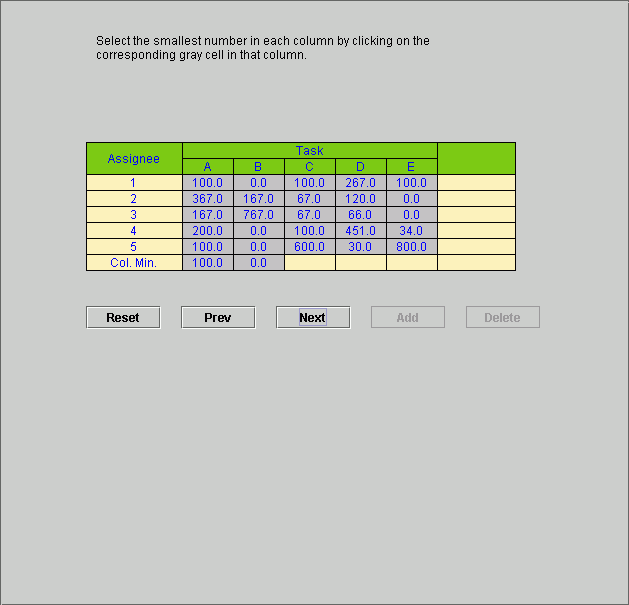 Select the smallest number in each column by clicking on the
corresponding gray cell in that column.
Assignee Task
A B C D E
1 100.0 0.0 100.0 267.0 100.0
2 367.0 167.0 67.0 120.0 0.0
3 167.0 767.0 67.0 66.0 0.0
4 200.0 0.0 100.0 451.0 34.0
5 100.0 0.0 600.0 30.0 800.0
Col. Min. 100.0 0.0
Reset Prev Next Add Delete